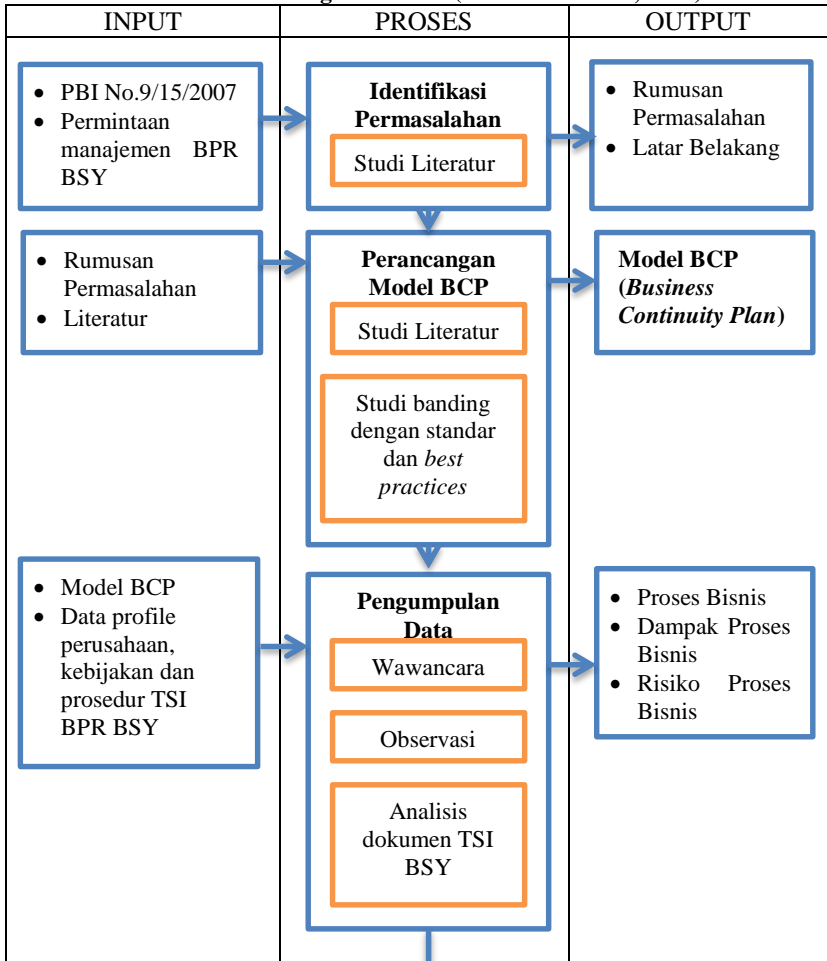 INPUT
PROSES
OUTPUT
• PBI No.9/15/2007
• Permintaan
manajemen BPR
BSY
Identifikasi
Permasalahan
Studi Literatur
• Rumusan
Permasalahan
• Latar Belakang
• Rumusan
Permasalahan
• Literatur
Perancangan
Model BCP
Studi Literatur
Studi banding
dengan standar
dan best
practices
Model BCP
(Business
Continuity Plan)
• Model BCP
• Data profile
perusahaan,
kebijakan dan
prosedur TSI
BPR BSY
Pengumpulan
Data
Wawancara
Observasi
Analisis
dokumen TSI
BSY
• Proses Bisnis
• Dampak Proses
Bisnis
• Risiko Proses
Bisnis